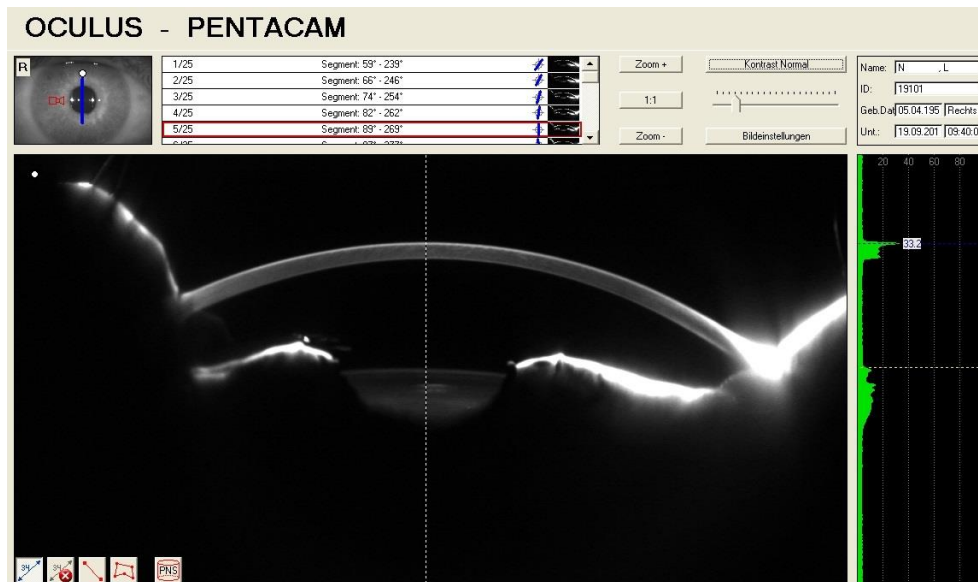 OCULUS - PENTACAM
R
1/25 Segment: 59° - 239°
2/25 Segment: 66° - 246°
3/25 Segment: 74° - 254°
4/25 Segment: 82° - 262°
5/25 Segment: 89° - 269°
Zoom +
1:1
Zoom -
Kontrast Normal
Bildeinstellungen
Name: N , L
ID: 19101
Geb.Dat 05.04.195 Rechts
Unt.: 19.09.201 09:40:0
20 40 60 80
33.2
34 34 PNS